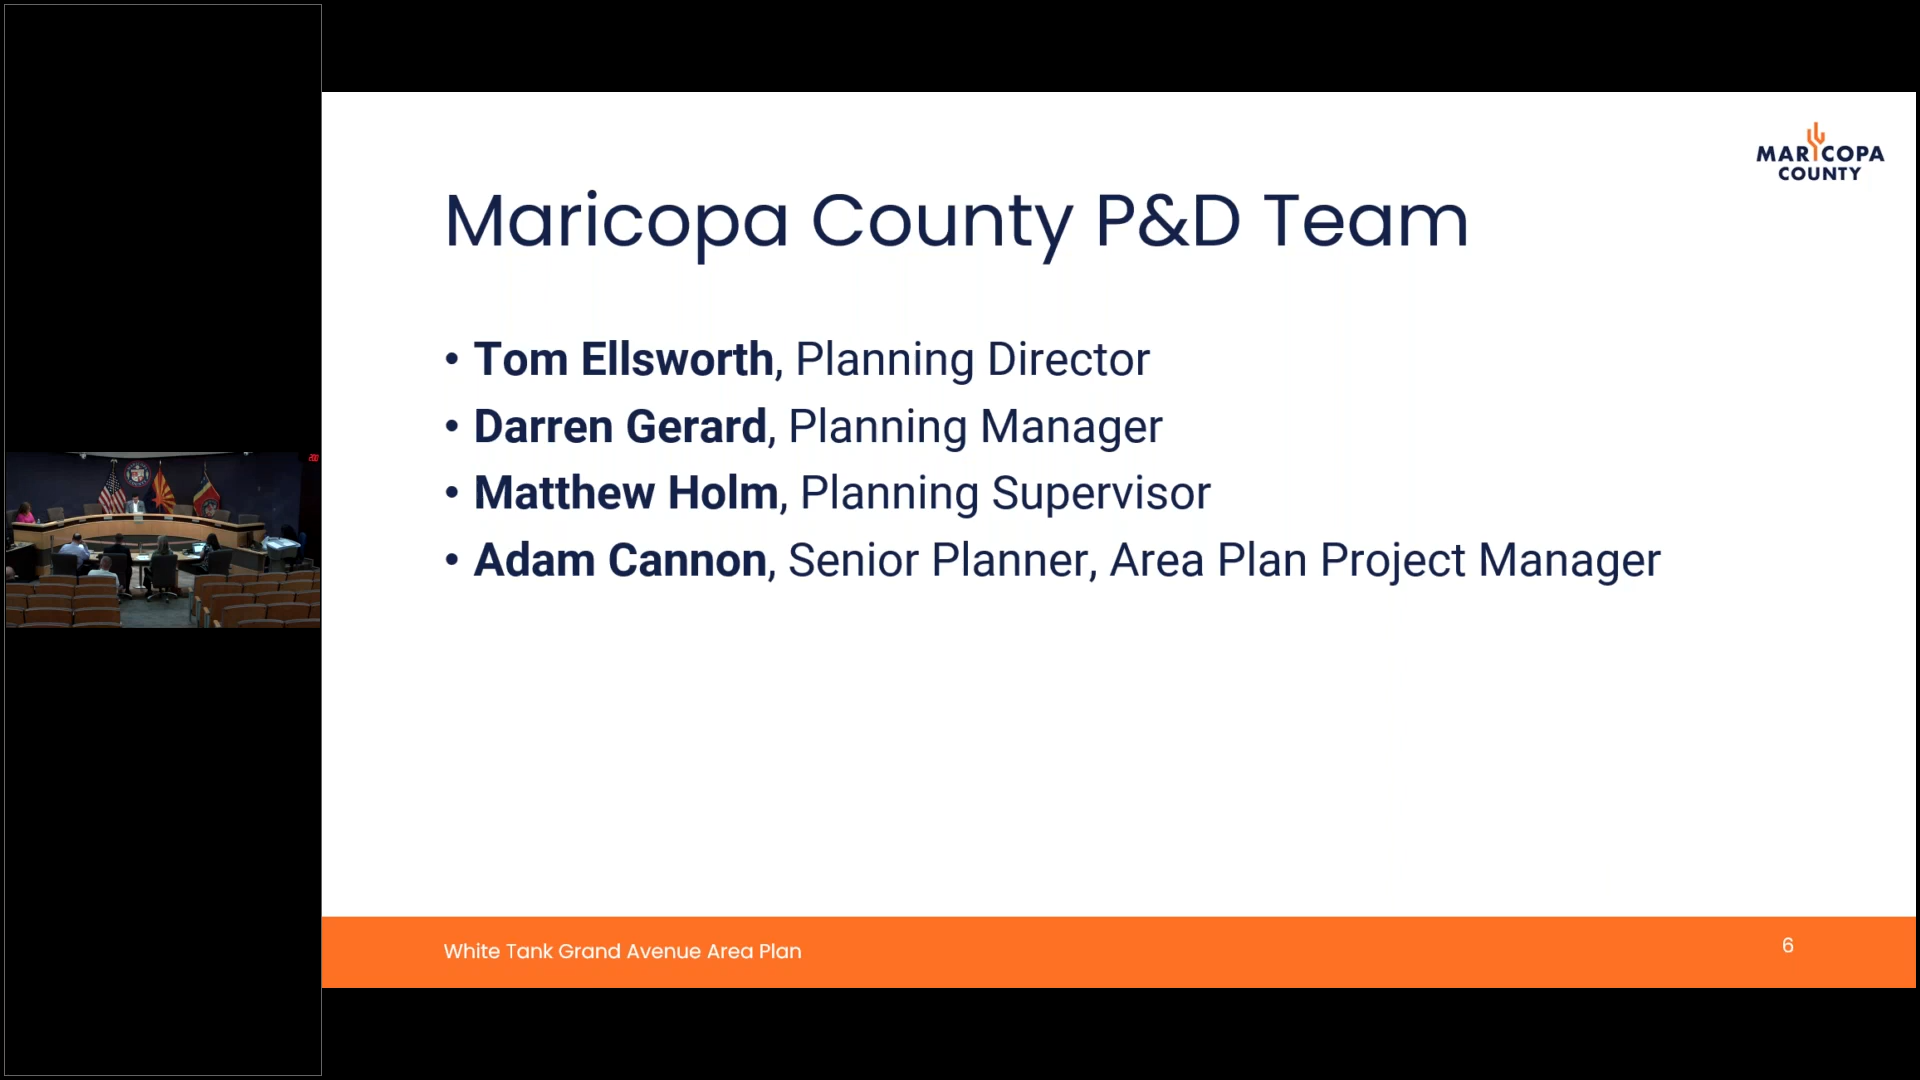 MARICOPA
COUNTY
Maricopa County P&D Team
• Tom Ellsworth, Planning Director
• Darren Gerard, Planning Manager
• Matthew Holm, Planning Supervisor
• Adam Cannon, Senior Planner, Area Plan Project Manager
White Tank Grand Avenue Area Plan
6